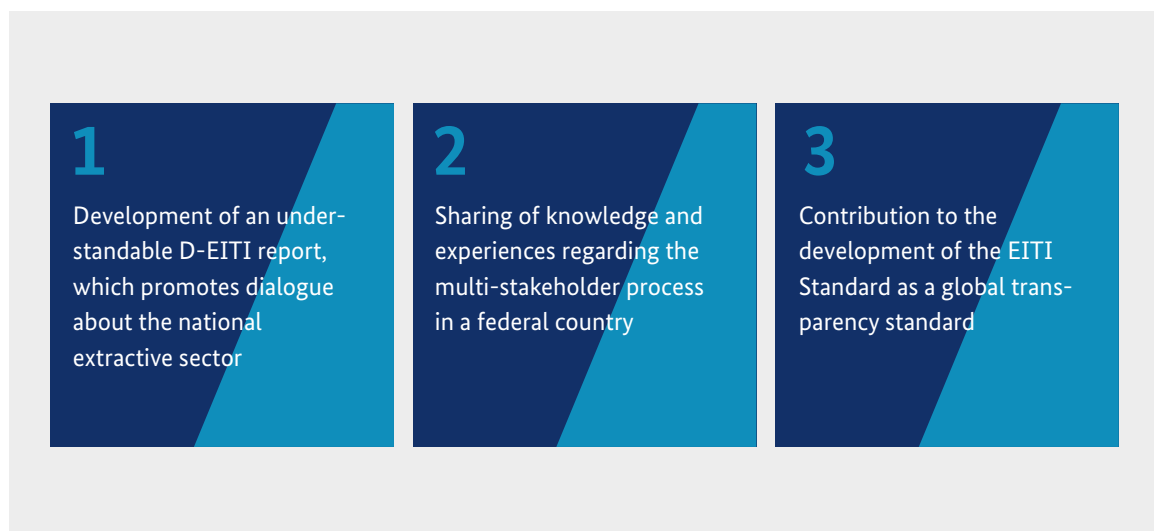 1
Development of an under-
standable D-EITI report,
which promotes dialogue
about the national
extractive sector
2
Sharing of knowledge and
experiences regarding the
multi-stakeholder process
in a federal country
3
Contribution to the
development of the EITI
Standard as a global trans-
parency standard